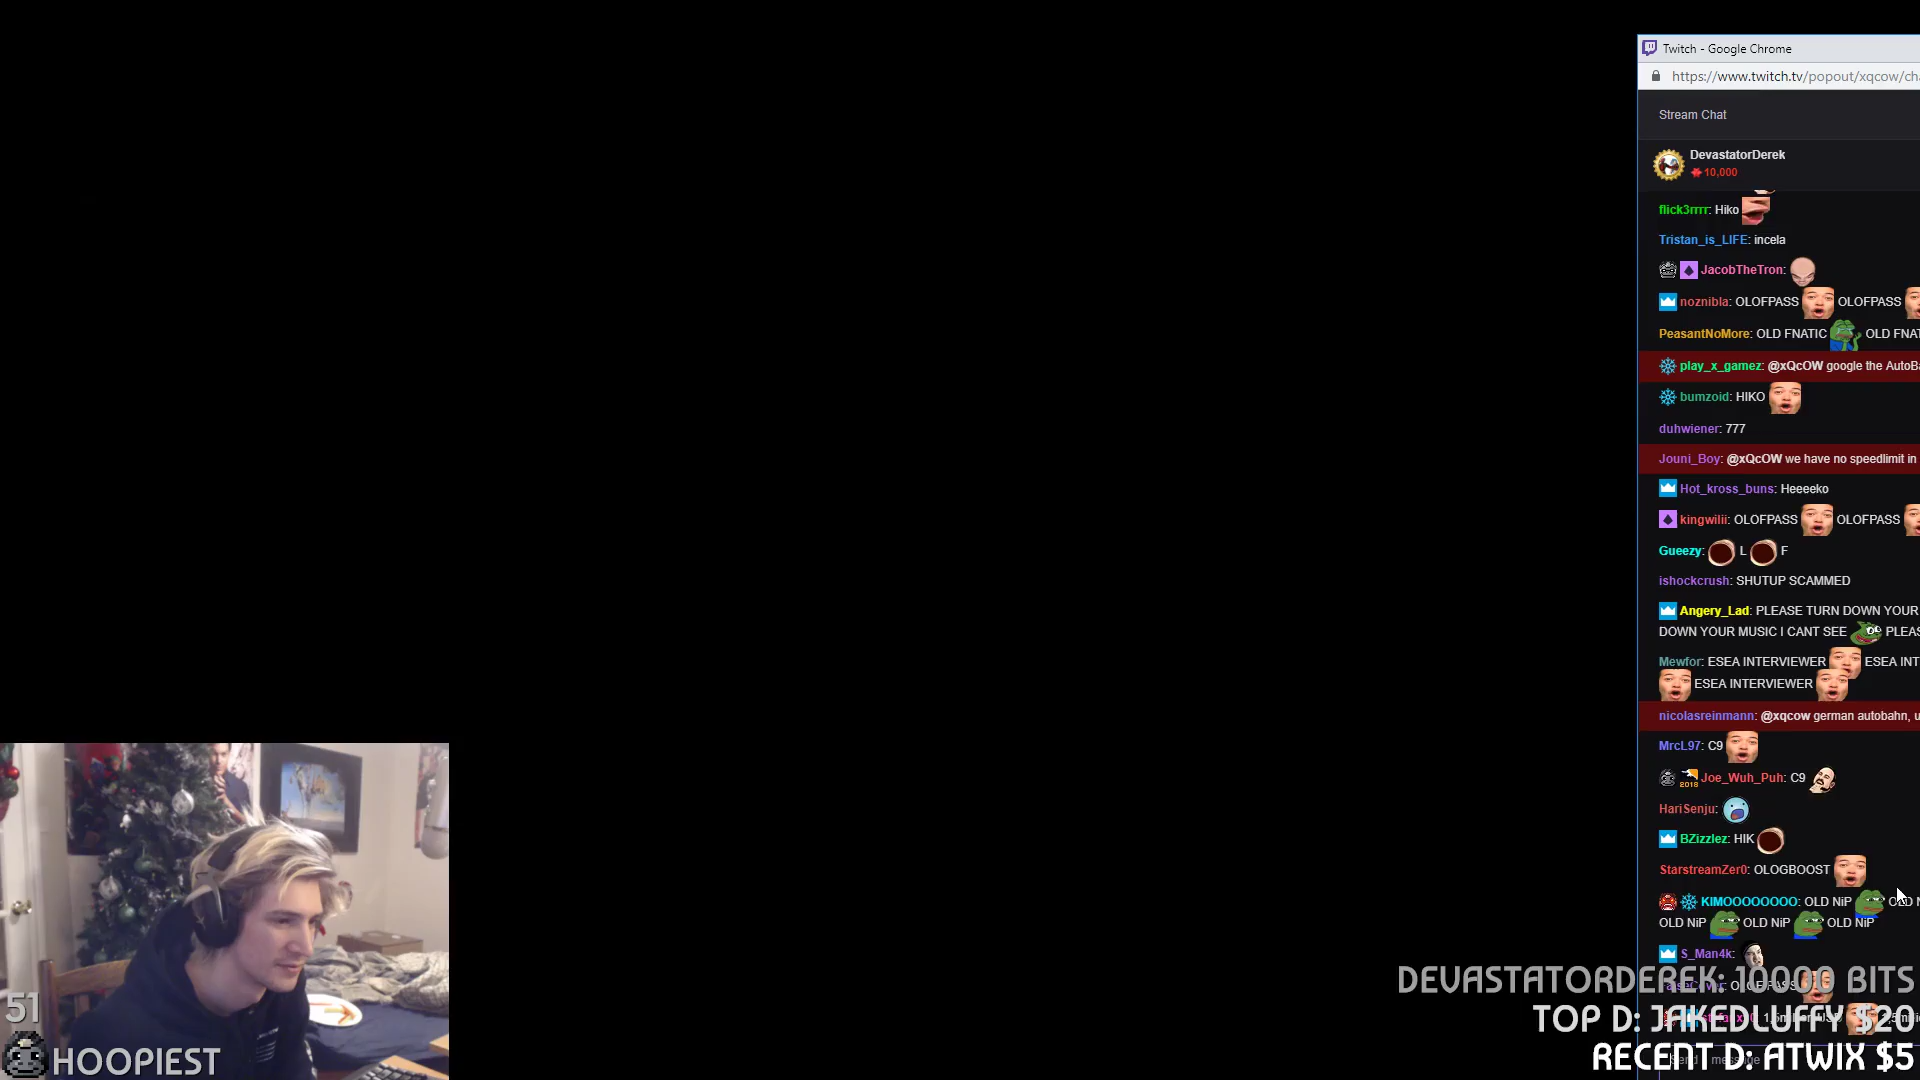 Twitch - Google Chrome
https://www.twitch.tv/popout/xqcow/ch
Stream Chat
DevastatorDerek
10,000
flick3rrrr: Hiko
Tristan_is_LIFE: incela
JacobTheTron:
noznibla: OLOFPASS OLOFPASS
PeasantNoMore: OLD FNATIC OLD FNAT
play_x_gamez: @xQcOW google the AutoBa
bumzoid: HIKO
duhwiener: 777
Jouni_Boy: @xQcOW we have no speedlimit in
Hot_kross_buns: Heeeeko
kingwilii: OLOFPASS OLOFPASS
Gueezy: L F
ishockcrush: SHUTUP SCAMMED
Angery_Lad: PLEASE TURN DOWN YOUR
DOWN YOUR MUSIC I CANT SEE PLEAS
Mewfor: ESEA INTERVIEWER ESEA INT
ESEA INTERVIEWER
nicolasreinmann: @xqcow german autobahn, u
MrcL97: C9
2018 Joe_Wuh_Puh: C9
HariSenju:
BZizzlez: HIK
StarstreamZer0: OLOGBOOST
KIMOOOOOOOO: OLD NiP OLD N
OLD NiP OLD NiP OLD NiP
S_Man4k:
DEVASTATORDEREK: 10000 BITS
TOP D: JAKEDLUFFY $20
RECENT D: ATWIX $5
51
HOOPIEST